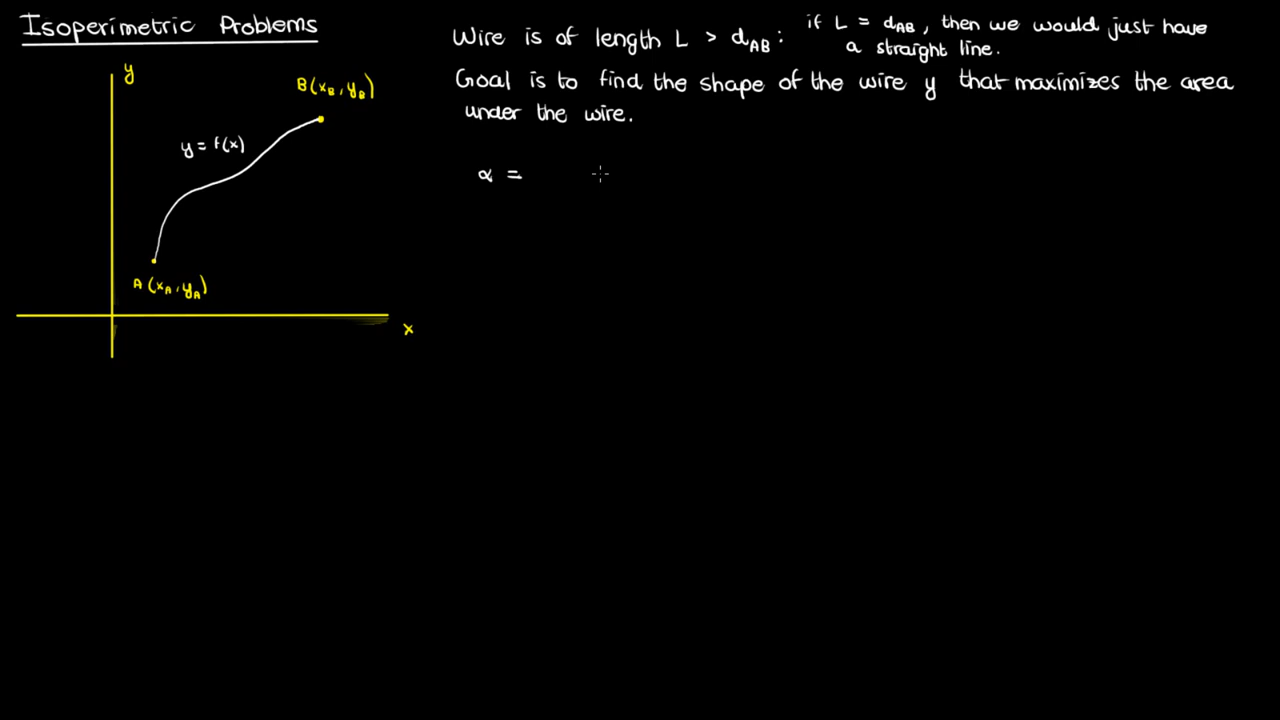 Isoperimetric Problems
Wire is of length L > d_AB : if L = d_AB, then we would just have
a straight line.
Goal is to find the shape of the wire y that maximizes the area
under the wire.
α =
y
B(x_B, y_B)
y = f(x)
A(x_A, y_A)
x